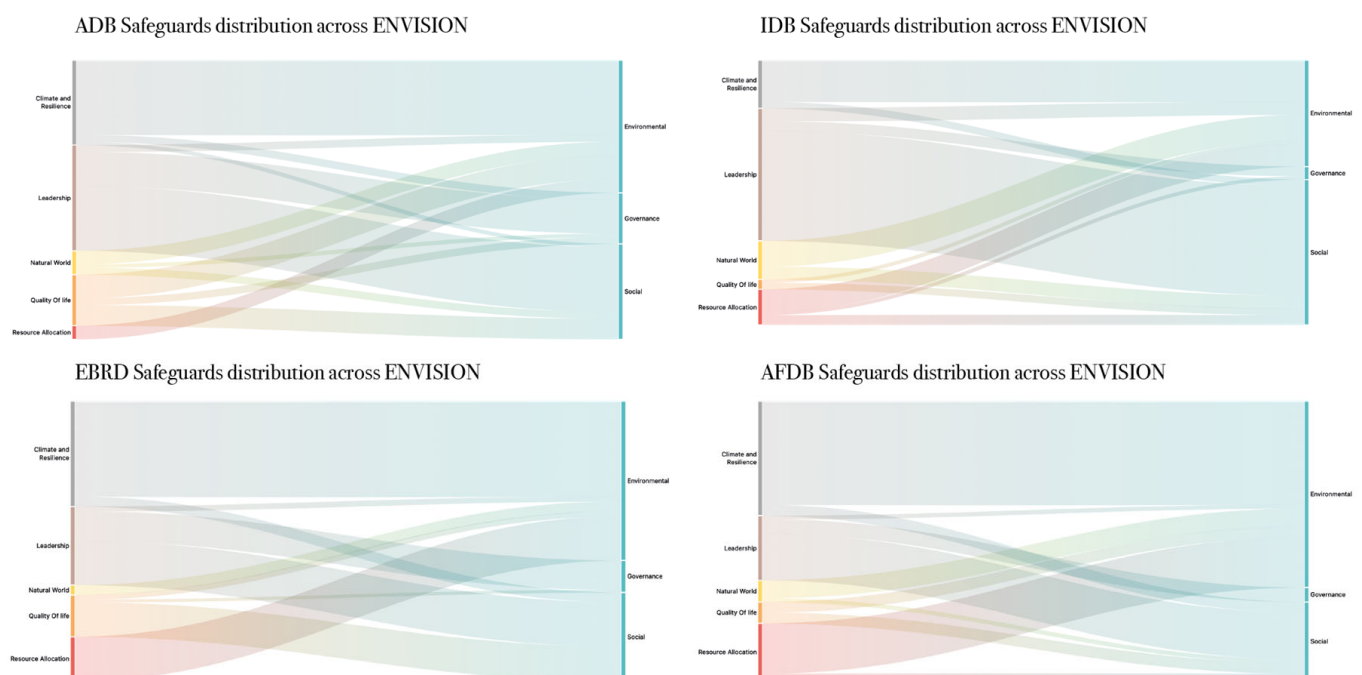 ADB Safeguards distribution across ENVISION
Climate and
Resilience
Leadership
Natural World
Quality Of life
Resource Allocation
Environmental
Governance
Social
IDB Safeguards distribution across ENVISION
Climate and
Resilience
Leadership
Natural World
Quality Of life
Resource Allocation
Environmental
Governance
Social
EBRD Safeguards distribution across ENVISION
Climate and
Resilience
Leadership
Natural World
Quality Of life
Resource Allocation
Environmental
Governance
Social
AFDB Safeguards distribution across ENVISION
Climate and
Resilience
Leadership
Natural World
Quality Of life
Resource Allocation
Environmental
Governance
Social